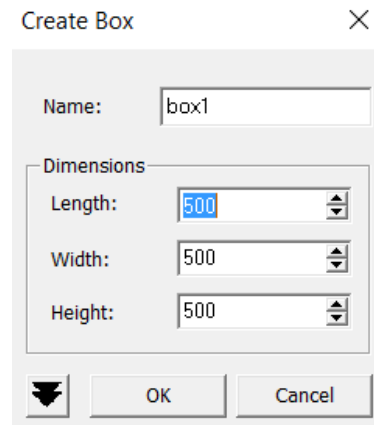 Create Box
Name: box1
Dimensions
Length: 500
Width: 500
Height: 500
OK Cancel